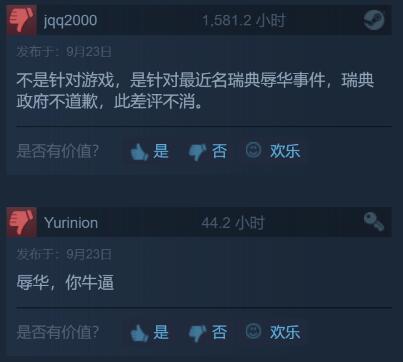 jqq2000 1,581.2 小时
发布于：9月23日
不是针对游戏，是针对最近名瑞典辱华事件，瑞典
政府不道歉，此差评不消。
是否有价值？ 是 否 欢乐
Yurinion 44.2 小时
发布于：9月23日
辱华，你牛逼
是否有价值？ 是 否 欢乐